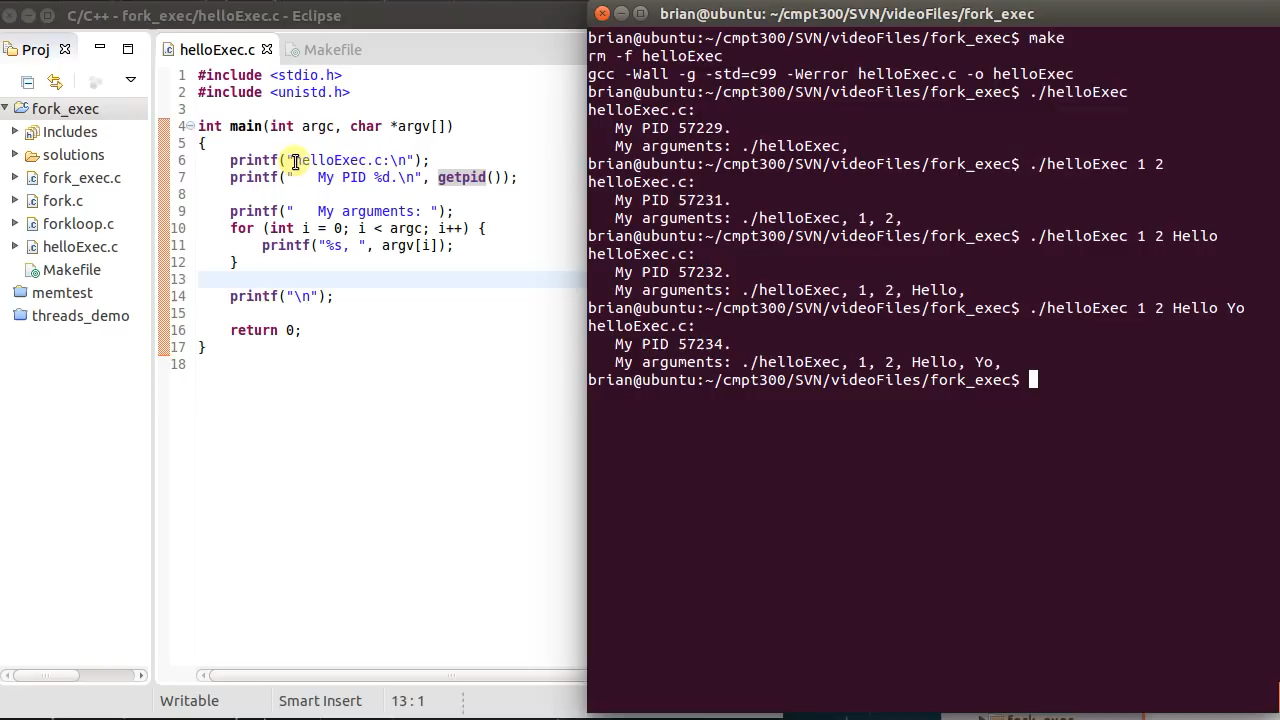 C/C++ - fork_exec/helloExec.c - Eclipse
Proj
fork_exec
Includes
solutions
fork_exec.c
fork.c
forkloop.c
helloExec.c
Makefile
memtest
threads_demo
helloExec.c
Makefile
1 #include <stdio.h>
2 #include <unistd.h>
3
4 int main(int argc, char *argv[])
5 {
6 printf("helloExec.c:\n");
7 printf("   My PID %d.\n", getpid());
8
9 printf("   My arguments: ");
10 for (int i = 0; i < argc; i++) {
11 printf("%s, ", argv[i]);
12 }
13
14 printf("\n");
15
16 return 0;
17 }
18
Writable
Smart Insert
13 : 1
brian@ubuntu: ~/cmpt300/SVN/videoFiles/fork_exec
brian@ubuntu:~/cmpt300/SVN/videoFiles/fork_exec$ make
rm -f helloExec
gcc -Wall -g -std=c99 -Werror helloExec.c -o helloExec
brian@ubuntu:~/cmpt300/SVN/videoFiles/fork_exec$ ./helloExec
helloExec.c:
My PID 57229.
My arguments: ./helloExec,
brian@ubuntu:~/cmpt300/SVN/videoFiles/fork_exec$ ./helloExec 1 2
helloExec.c:
My PID 57231.
My arguments: ./helloExec, 1, 2,
brian@ubuntu:~/cmpt300/SVN/videoFiles/fork_exec$ ./helloExec 1 2 Hello
helloExec.c:
My PID 57232.
My arguments: ./helloExec, 1, 2, Hello,
brian@ubuntu:~/cmpt300/SVN/videoFiles/fork_exec$ ./helloExec 1 2 Hello Yo
helloExec.c:
My PID 57234.
My arguments: ./helloExec, 1, 2, Hello, Yo,
brian@ubuntu:~/cmpt300/SVN/videoFiles/fork_exec$